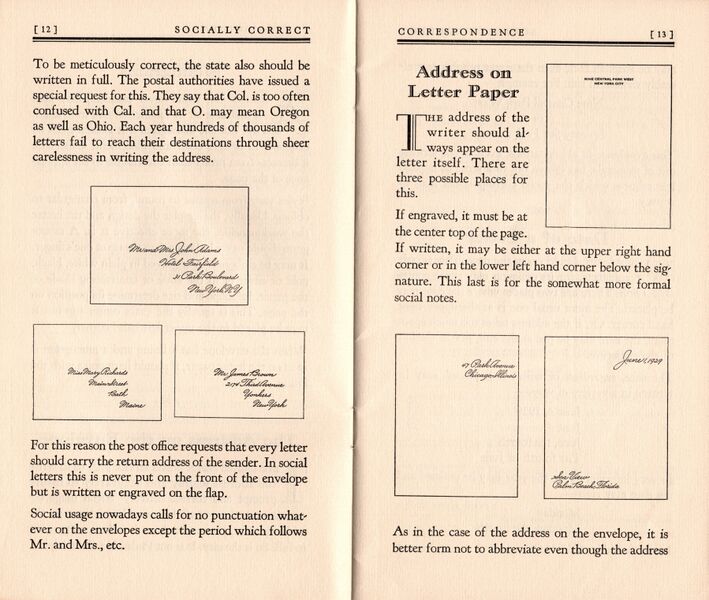 [ 12 ] SOCIALLY CORRECT
To be meticulously correct, the state also should be
written in full. The postal authorities have issued a
special request for this. They say that Col. is too often
confused with Cal. and that O. may mean Oregon
as well as Ohio. Each year hundreds of thousands of
letters fail to reach their destinations through sheer
carelessness in writing the address.
Mr and Mrs John Adams
Hotel Fairfield
31 Park Boulevard
New York N Y
Miss Mary Richards
Main Street
Bath
Maine
Mr James Brown
2174 Third Avenue
Yonkers
New York
For this reason the post office requests that every letter
should carry the return address of the sender. In social
letters this is never put on the front of the envelope
but is written or engraved on the flap.
Social usage nowadays calls for no punctuation what-
ever on the envelopes except the period which follows
Mr. and Mrs., etc.
CORRESPONDENCE [ 13 ]
Address on
Letter Paper
THE address of the
writer should al-
ways appear on the
letter itself. There are
three possible places for
this.
NINE CENTRAL PARK WEST
NEW YORK CITY
If engraved, it must be at
the center top of the page.
If written, it may be either at the upper right hand
corner or in the lower left hand corner below the sig-
nature. This last is for the somewhat more formal
social notes.
47 Park Avenue
Chicago, Illinois
June 1, 1929
Sea View
Palm Beach, Florida
As in the case of the address on the envelope, it is
better form not to abbreviate even though the address